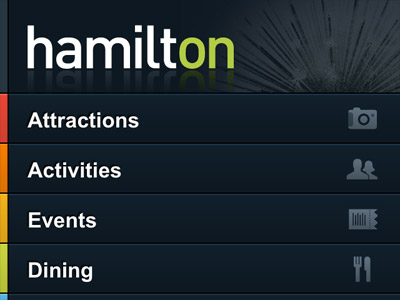 hamilton
Attractions
Activities
Events
Dining